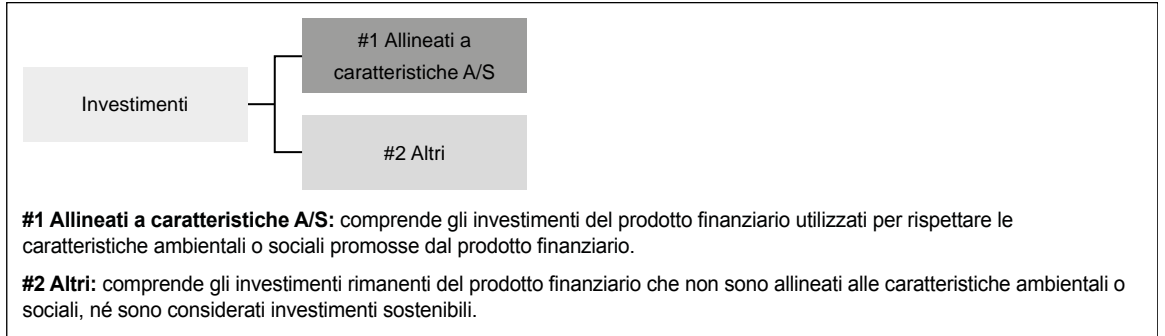 #1 Allineati a
caratteristiche A/S
Investimenti
#2 Altri
#1 Allineati a caratteristiche A/S: comprende gli investimenti del prodotto finanziario utilizzati per rispettare le
caratteristiche ambientali o sociali promosse dal prodotto finanziario.
#2 Altri: comprende gli investimenti rimanenti del prodotto finanziario che non sono allineati alle caratteristiche ambientali o
sociali, né sono considerati investimenti sostenibili.